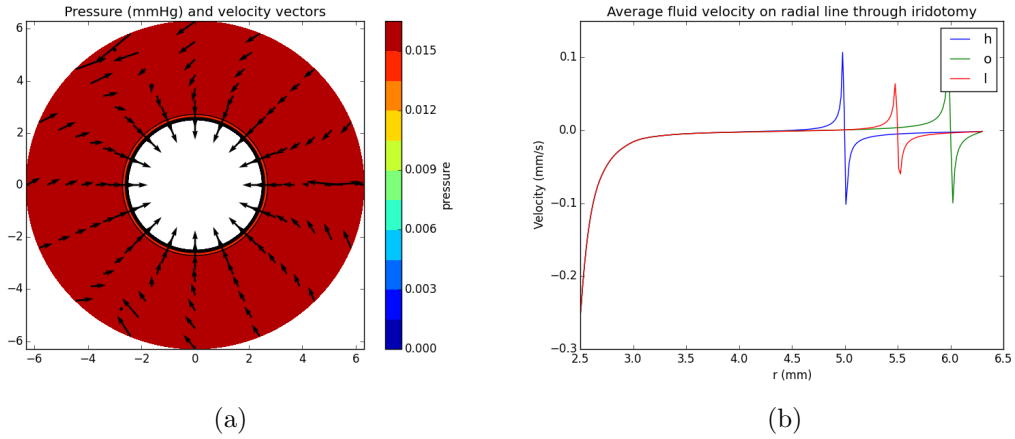 Pressure (mmHg) and velocity vectors
4
2
0
−2
−4
−6
−6 −4 −2 0 2 4 6
0.015
0.012
0.009
0.006
0.003
0.000
pressure
(a)
Average fluid velocity on radial line through iridotomy
0.1
0.0
−0.1
−0.2
−0.3
Velocity (mm/s)
h
o
l
2.5 3.0 3.5 4.0 4.5 5.0 5.5 6.0 6.5
r (mm)
(b)